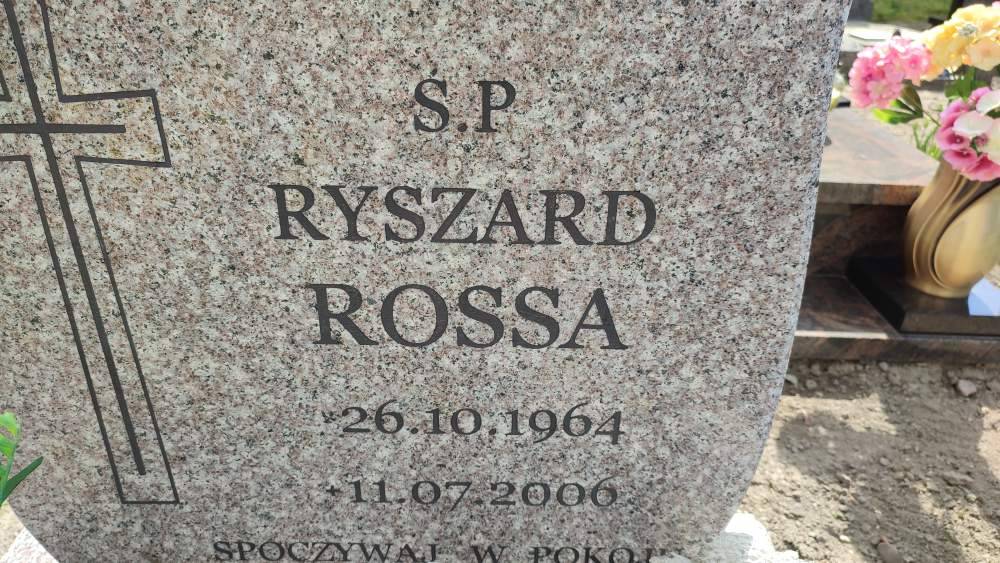 S.P
RYSZARD
ROSSA
*26.10.1964
+11.07.2006
SPOCZYWAJ W POKOJU